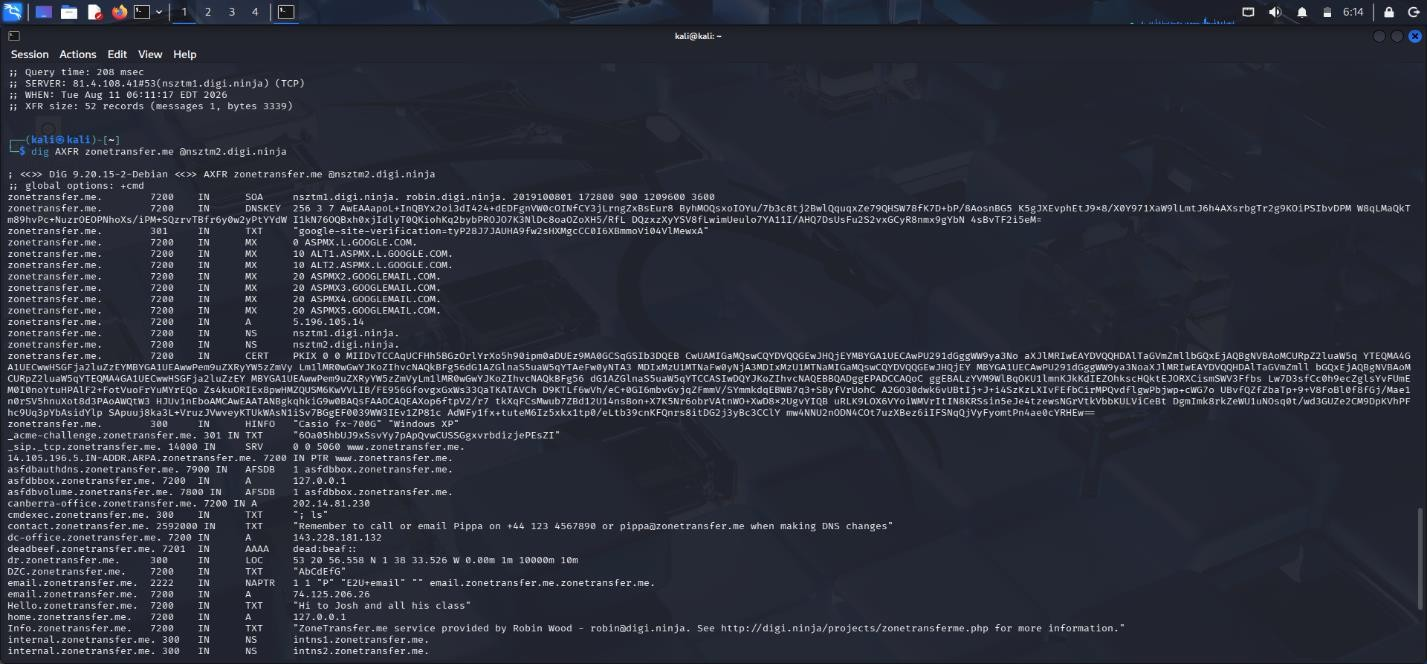 1 2 3 4
6:14
kali@kali: ~
Session Actions Edit View Help
;; Query time: 208 msec
;; SERVER: 81.4.108.41#53(nsztm1.digi.ninja) (TCP)
;; WHEN: Tue Aug 11 06:11:17 EDT 2026
;; XFR size: 52 records (messages 1, bytes 3339)
(kali㉿kali)-[~]
$ dig AXFR zonetransfer.me @nsztm2.digi.ninja
; <<>> DiG 9.20.15-2-Debian <<>> AXFR zonetransfer.me @nsztm2.digi.ninja
;; global options: +cmd
zonetransfer.me. 7200 IN SOA nsztm1.digi.ninja. robin.digi.ninja. 2019100801 172800 900 1209600 3600
zonetransfer.me. 7200 IN DNSKEY 256 3 7
zonetransfer.me. 301 IN TXT "google-site-verification=tyP28J7JAUHA9fw2sHXMgcCC0I6XBmmoVi04VlMewxA"
zonetransfer.me. 7200 IN MX 0 ASPMX.L.GOOGLE.COM.
zonetransfer.me. 7200 IN MX 10 ALT1.ASPMX.L.GOOGLE.COM.
zonetransfer.me. 7200 IN MX 10 ALT2.ASPMX.L.GOOGLE.COM.
zonetransfer.me. 7200 IN MX 20 ASPMX2.GOOGLEMAIL.COM.
zonetransfer.me. 7200 IN MX 20 ASPMX3.GOOGLEMAIL.COM.
zonetransfer.me. 7200 IN MX 20 ASPMX4.GOOGLEMAIL.COM.
zonetransfer.me. 7200 IN MX 20 ASPMX5.GOOGLEMAIL.COM.
zonetransfer.me. 7200 IN A 5.196.105.14
zonetransfer.me. 7200 IN NS nsztm1.digi.ninja.
zonetransfer.me. 7200 IN NS nsztm2.digi.ninja.
zonetransfer.me. 7200 IN CERT PKIX 0 0
zonetransfer.me. 300 IN HINFO "Casio fx-700G" "Windows XP"
_acme-challenge.zonetransfer.me. 301 IN TXT "6Oa05hbUJ9xSsvYy7pApQvwCUSSGgxvrbdizjePEsZI"
_sip._tcp.zonetransfer.me. 14000 IN SRV 0 0 5060 www.zonetransfer.me.
14.105.196.5.IN-ADDR.ARPA.zonetransfer.me. 7200 IN PTR www.zonetransfer.me.
asfdbauthdns.zonetransfer.me. 7900 IN AFSDB 1 asfdbbox.zonetransfer.me.
asfdbbox.zonetransfer.me. 7200 IN A 127.0.0.1
asfdbvolume.zonetransfer.me. 7800 IN AFSDB 1 asfdbbox.zonetransfer.me.
canberra-office.zonetransfer.me. 7200 IN A 202.14.81.230
cmdexec.zonetransfer.me. 300 IN TXT "; ls"
contact.zonetransfer.me. 2592000 IN TXT "Remember to call or email Pippa on +44 123 4567890 or pippa@zonetransfer.me when making DNS changes"
dc-office.zonetransfer.me. 7200 IN A 143.228.181.132
deadbeef.zonetransfer.me. 7201 IN AAAA dead:beaf::
dr.zonetransfer.me. 300 IN LOC 53 20 56.558 N 1 38 33.526 W 0.00m 1m 10000m 10m
DZC.zonetransfer.me. 7200 IN TXT "AbCdEfG"
email.zonetransfer.me. 2222 IN NAPTR 1 1 "P" "E2U+email" "" email.zonetransfer.me.zonetransfer.me.
email.zonetransfer.me. 7200 IN A 74.125.206.26
Hello.zonetransfer.me. 7200 IN TXT "Hi to Josh and all his class"
home.zonetransfer.me. 7200 IN A 127.0.0.1
Info.zonetransfer.me. 7200 IN TXT "ZoneTransfer.me service provided by Robin Wood - robin@digi.ninja. See http://digi.ninja/projects/zonetransferme.php for more information."
internal.zonetransfer.me. 300 IN NS intns1.zonetransfer.me.
internal.zonetransfer.me. 300 IN NS intns2.zonetransfer.me.